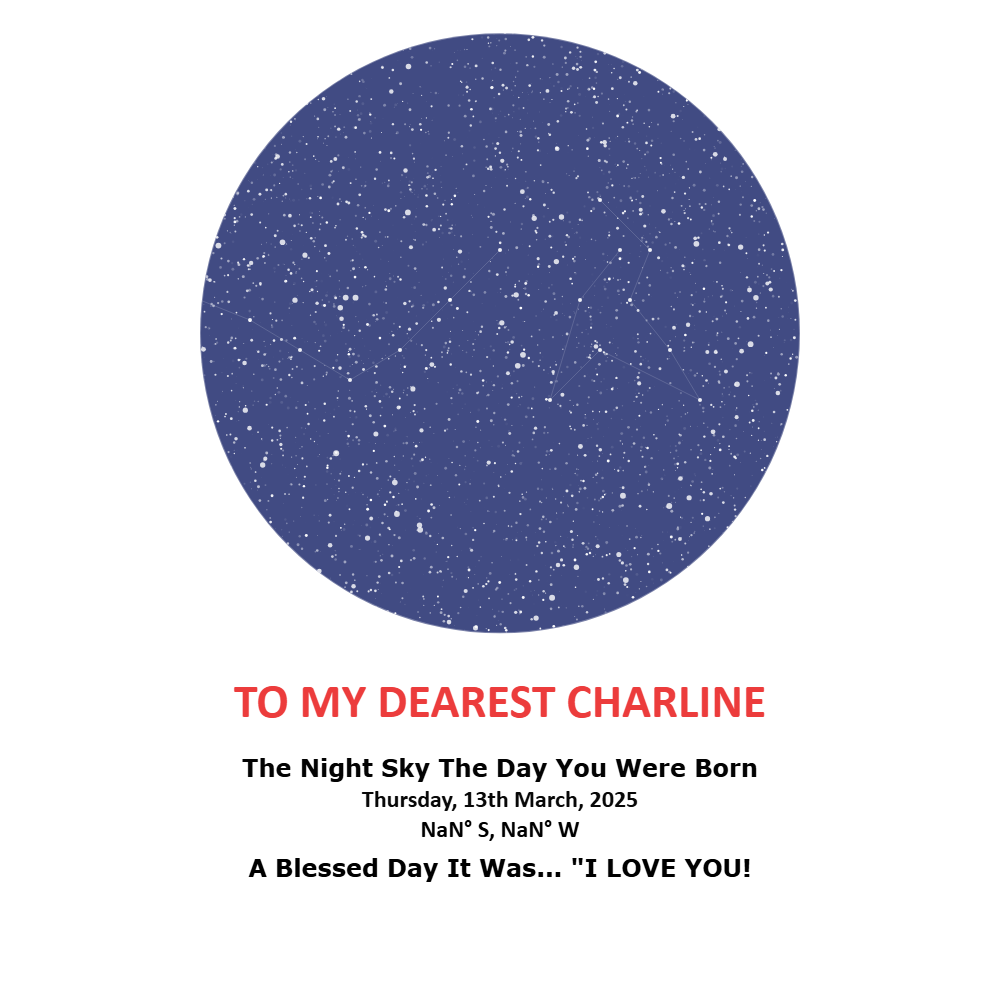 TO MY DEAREST CHARLINE
The Night Sky The Day You Were Born
Thursday, 13th March, 2025
NaN° S, NaN° W
A Blessed Day It Was... "I LOVE YOU!